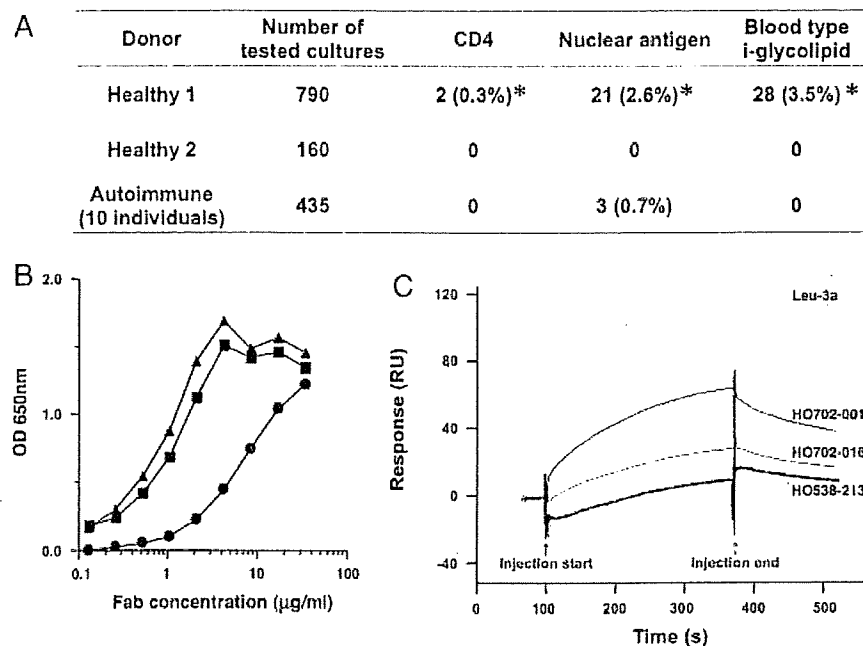 A
Donor Number of tested cultures CD4 Nuclear antigen Blood type i-glycolipid
Healthy 1 790 2 (0.3%)* 21 (2.6%)* 28 (3.5%)*
Healthy 2 160 0 0 0
Autoimmune (10 individuals) 435 0 3 (0.7%) 0
B
OD 650nm
2.0
1.0
0.0
0.1 1 10 100
Fab concentration (µg/ml)
C
Response (RU)
120
80
40
0
-40
Leu-3a
HO702-001
HO702-016
HO538-213
Injection start Injection end
0 100 200 300 400 500
Time (s)